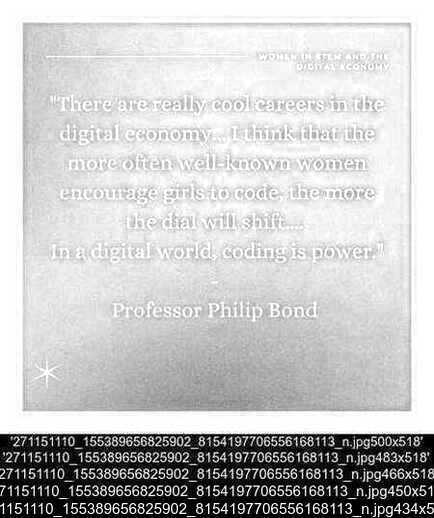 WOMEN IN STEM AND THE
DIGITAL ECONOMY
"There are really cool careers in the
digital economy... I think that the
more often well-known women
encourage girls to code, the more
the dial will shift....
In a digital world, coding is power."
-
Professor Philip Bond
'271151110_155389656825902_8154197706556168113_n.jpg500x518'
'271151110_155389656825902_8154197706556168113_n.jpg483x518'
271151110_155389656825902_8154197706556168113_n.jpg466x518
271151110_155389656825902_8154197706556168113_n.jpg450x51
271151110_155389656825902_8154197706556168113_n.jpg434x5